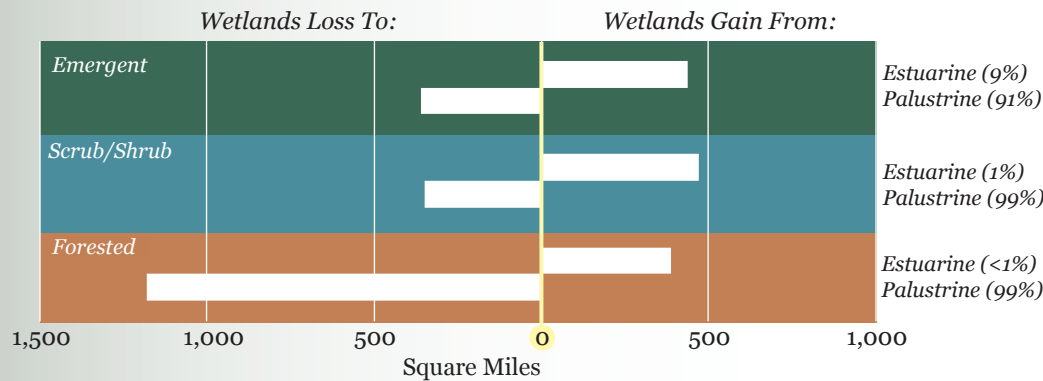 Wetlands Loss To:
Wetlands Gain From:
Emergent
Estuarine (9%)
Palustrine (91%)
Scrub/Shrub
Estuarine (1%)
Palustrine (99%)
Forested
Estuarine (<1%)
Palustrine (99%)
1,500 1,000 500 0 500 1,000
Square Miles